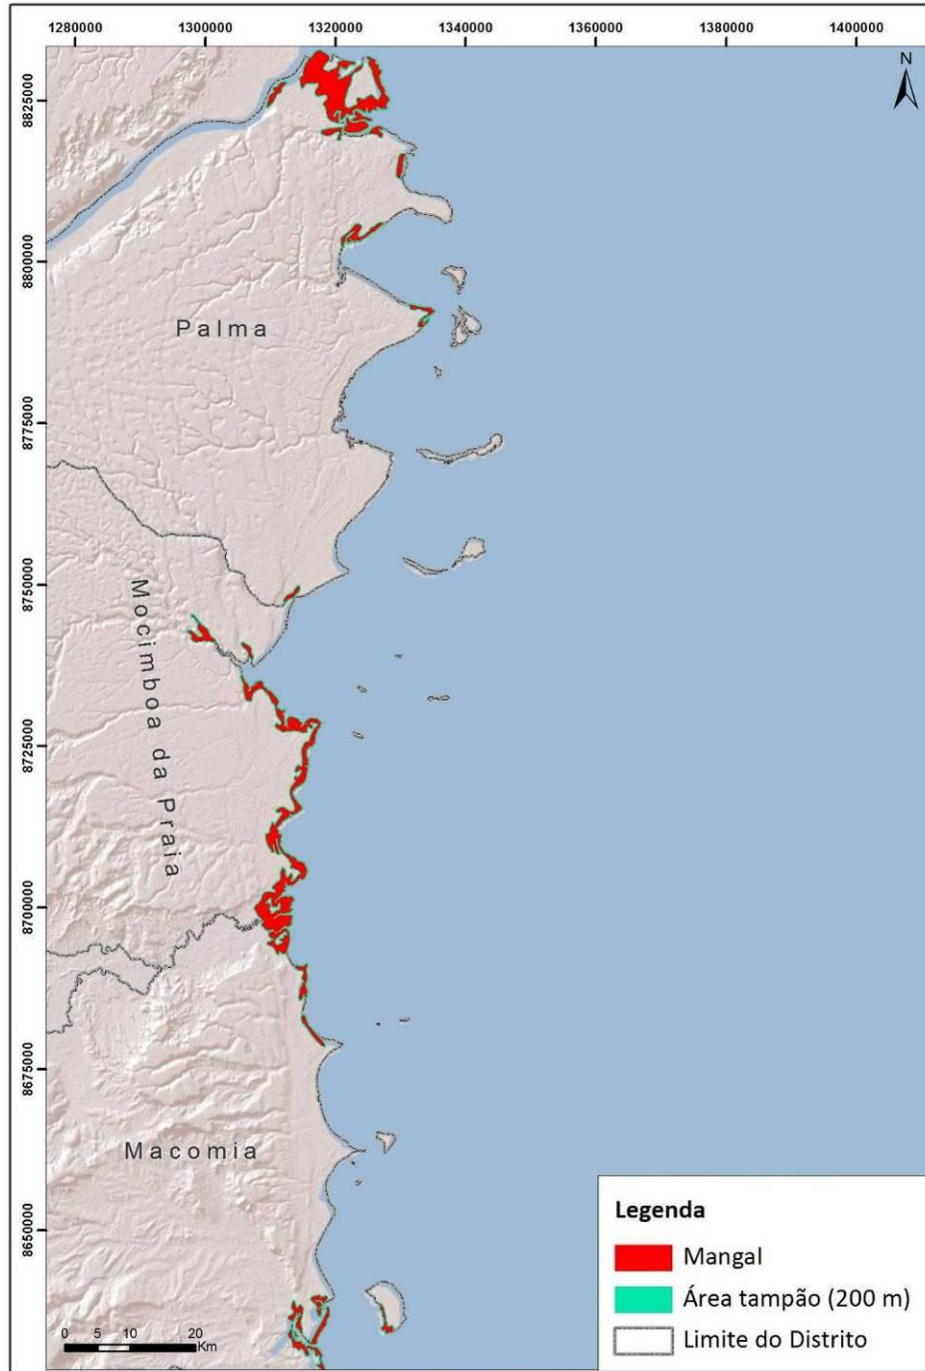 1280000 1300000 1320000 1340000 1360000 1380000 1400000
N
8825000
8800000
Palma
8775000
8750000
Mocimboa da Praia
8725000
8700000
8675000
Macomia
8650000
Legenda
Mangal
Área tampão (200 m)
Limite do Distrito
0 5 10 20
Km